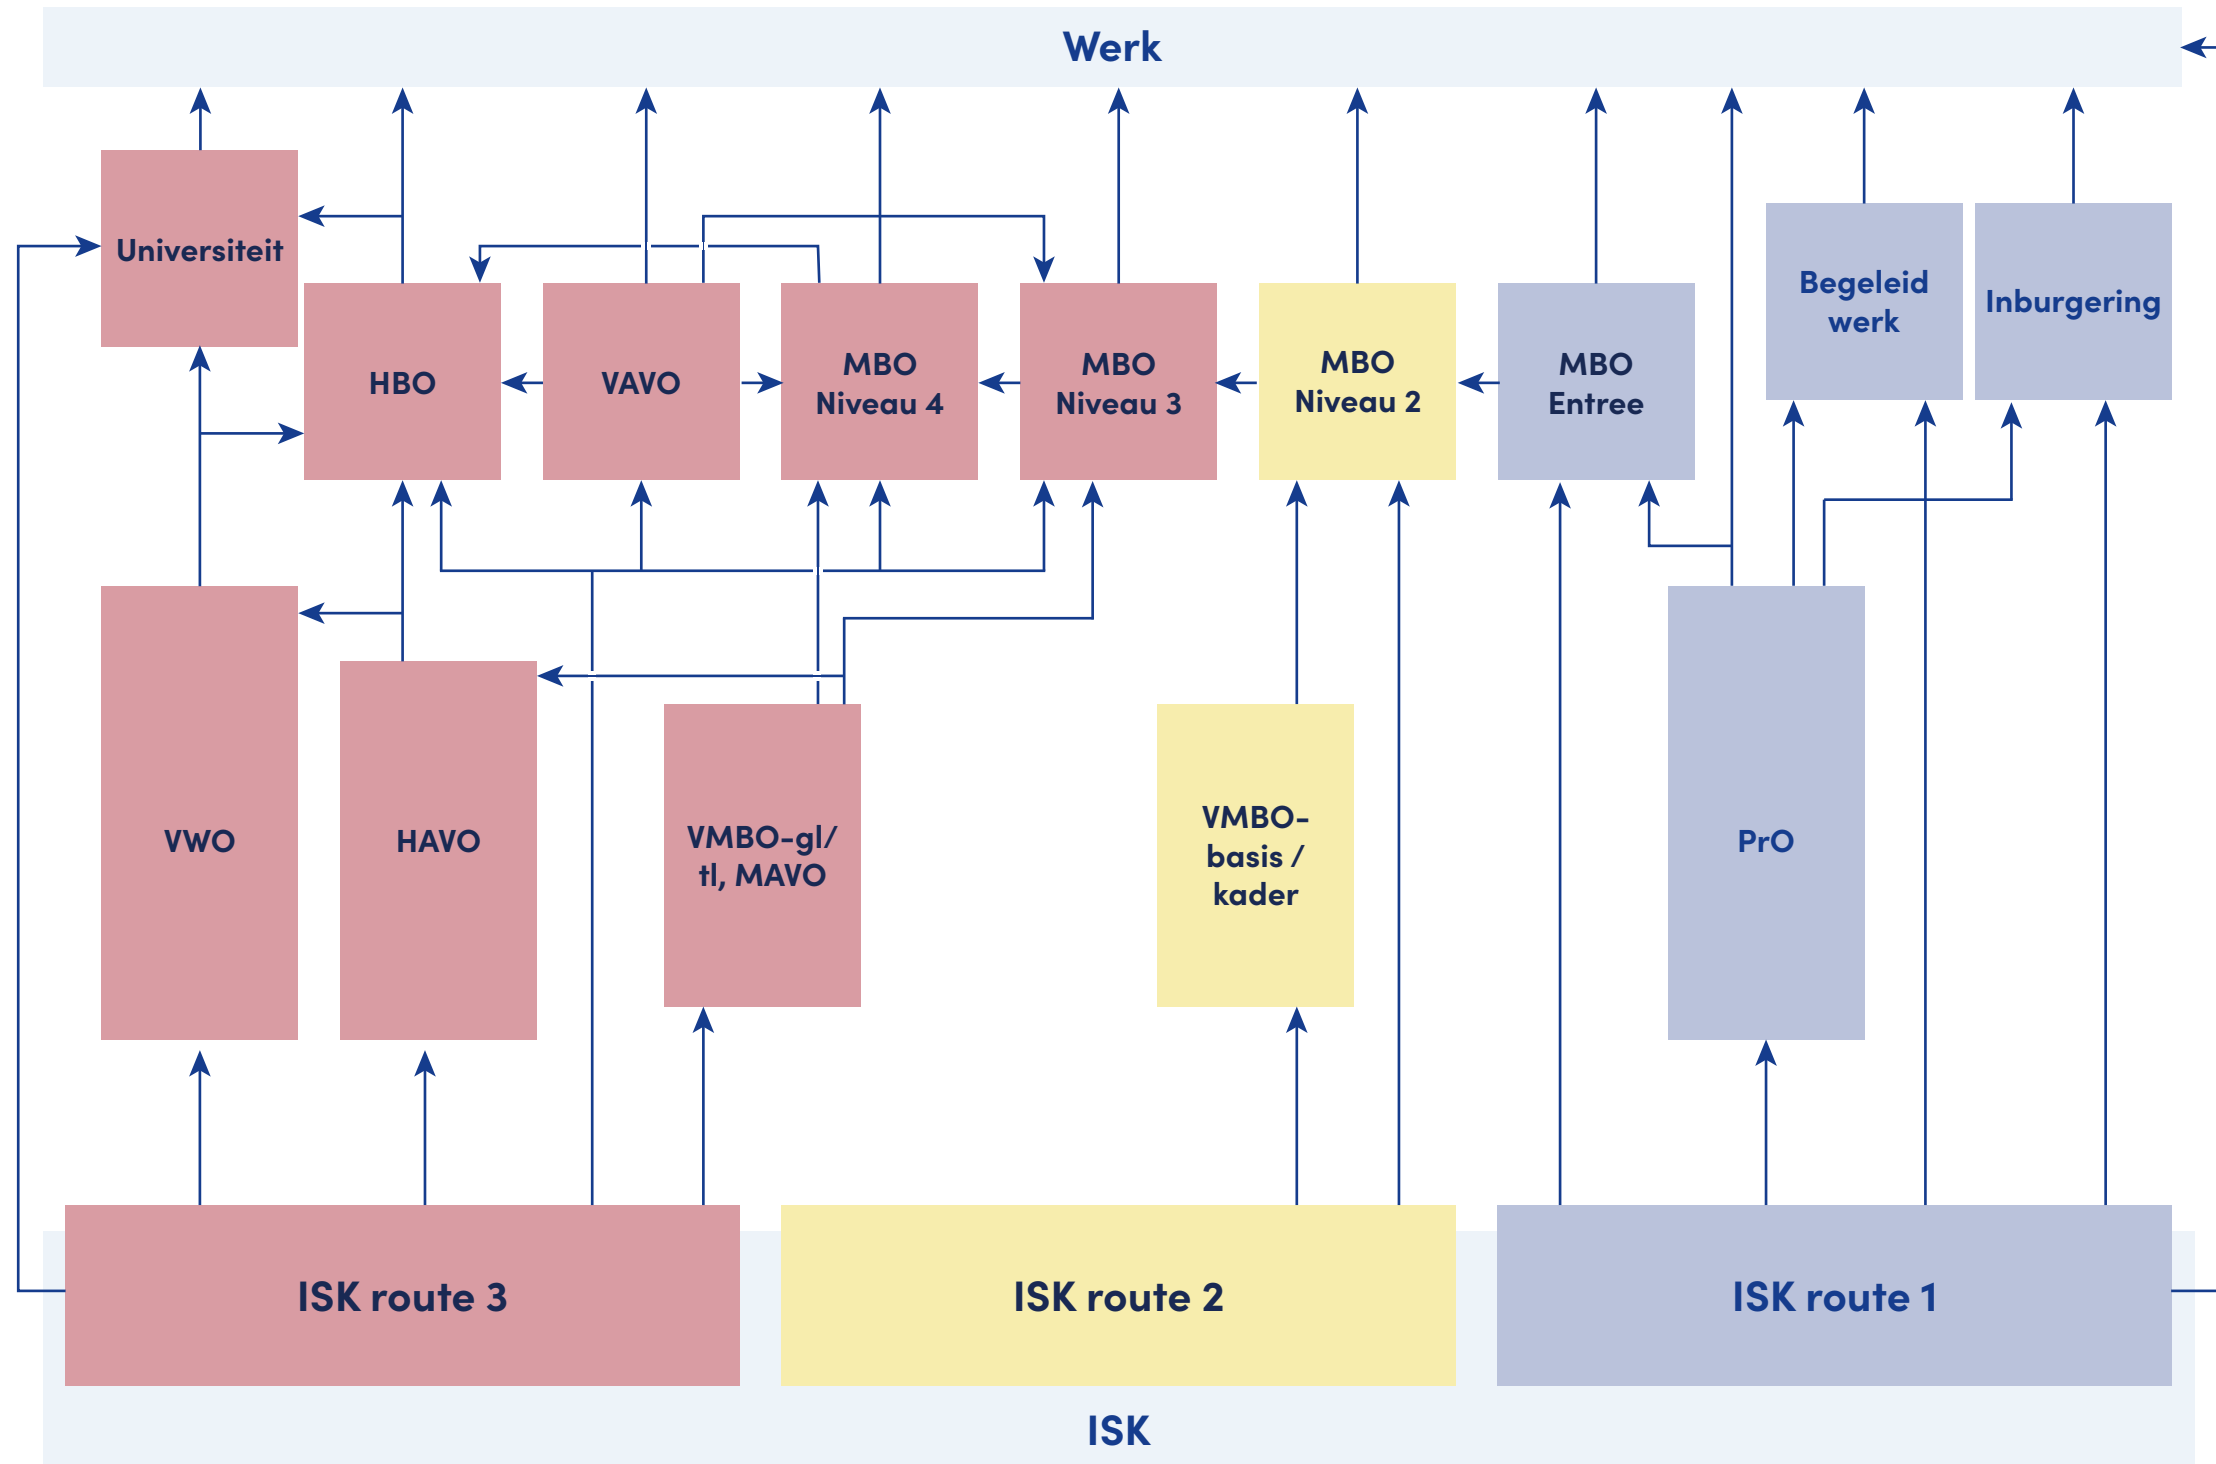 Werk
Universiteit
HBO
VAVO
MBO
Niveau 4
MBO
Niveau 3
MBO
Niveau 2
MBO
Entree
Begeleid
werk
Inburgering
VWO
HAVO
VMBO-gl/
tl, MAVO
VMBO-
basis /
kader
PrO
ISK route 3
ISK route 2
ISK route 1
ISK